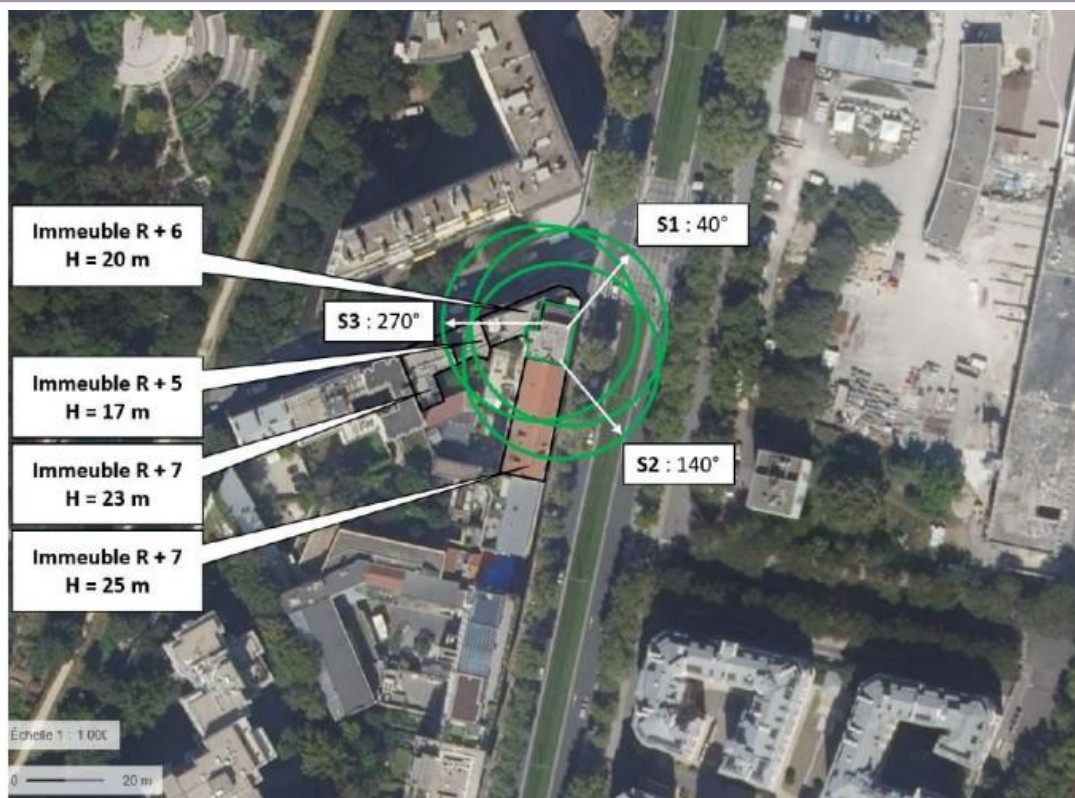 S1 : 40°
Immeuble R + 6
H = 20 m
S3 : 270°
Immeuble R + 5
H = 17 m
S2 : 140°
Immeuble R + 7
H = 23 m
Immeuble R + 7
H = 25 m
Échelle 1 : 1 000
0 20 m